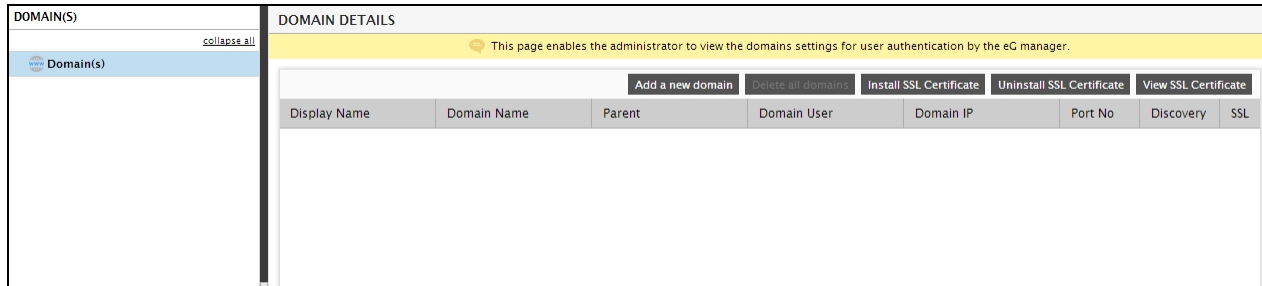 DOMAIN(S)
collapse all
www Domain(s)
DOMAIN DETAILS
This page enables the administrator to view the domains settings for user authentication by the eG manager.
Add a new domain Delete all domains Install SSL Certificate Uninstall SSL Certificate View SSL Certificate
Display Name Domain Name Parent Domain User Domain IP Port No Discovery SSL